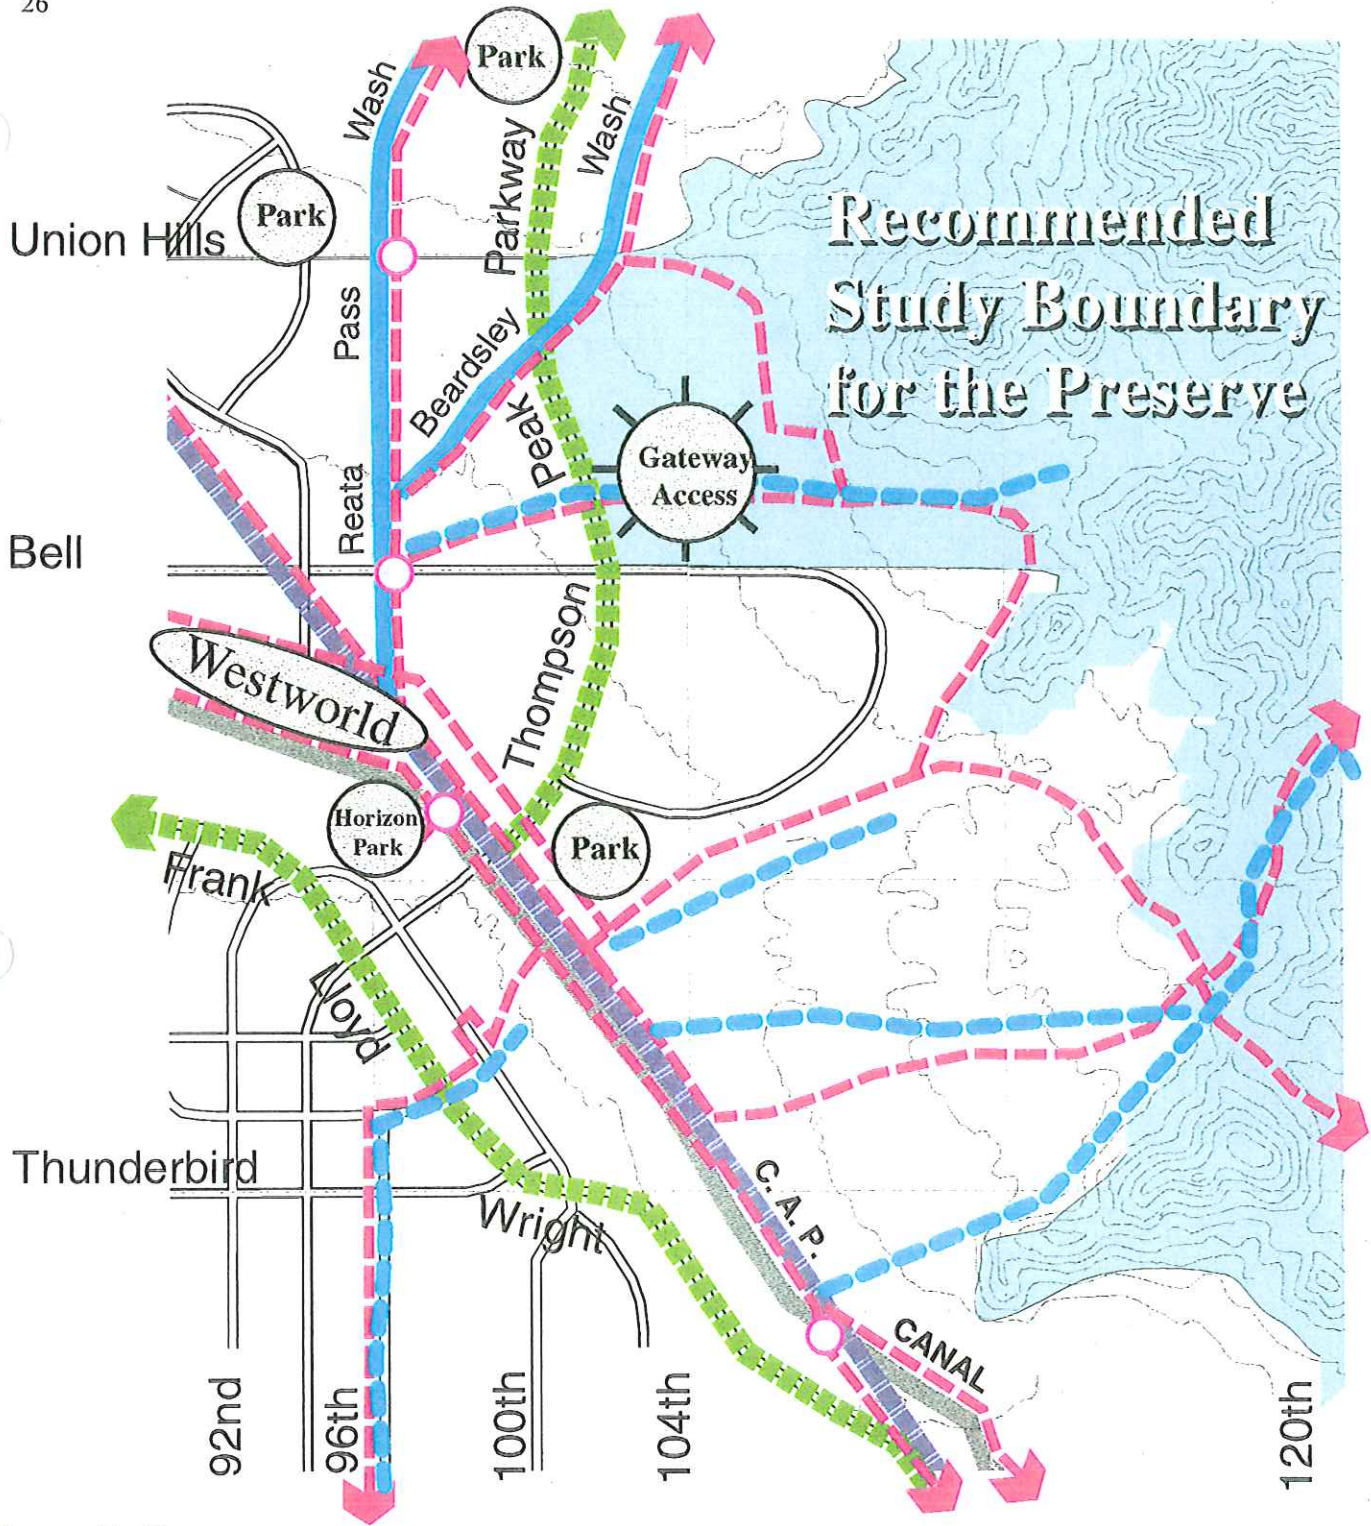 26
Park
Wash
Parkway
Wash
Park
Union Hills
Recommended
Study Boundary
for the Preserve
Pass
Beardsley
Peak
Gateway
Access
Reata
Bell
Westworld
Thompson
Horizon
Park
Park
Frank
Lloyd
Thunderbird
Wright
C. A. P.
CANAL
92nd
96th
100th
104th
120th